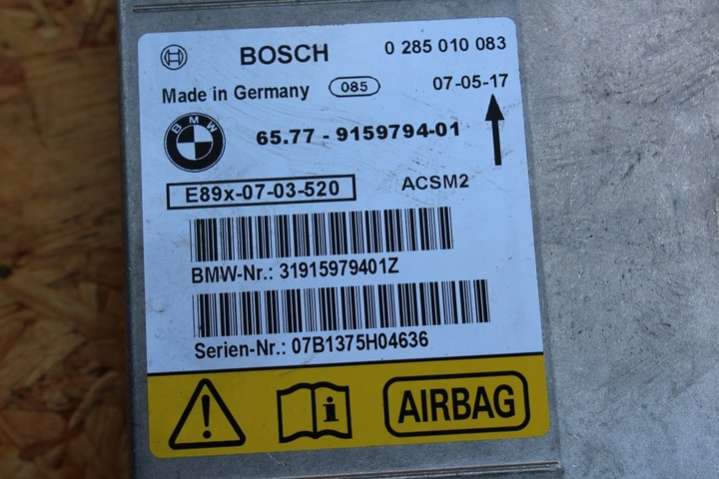 BOSCH 0 285 010 083
Made in Germany 085 07-05-17
BMW 65.77 - 9159794-01
E89x-07-03-520 ACSM2
BMW-Nr.: 31915979401Z
Serien-Nr.: 07B1375H04636
AIRBAG